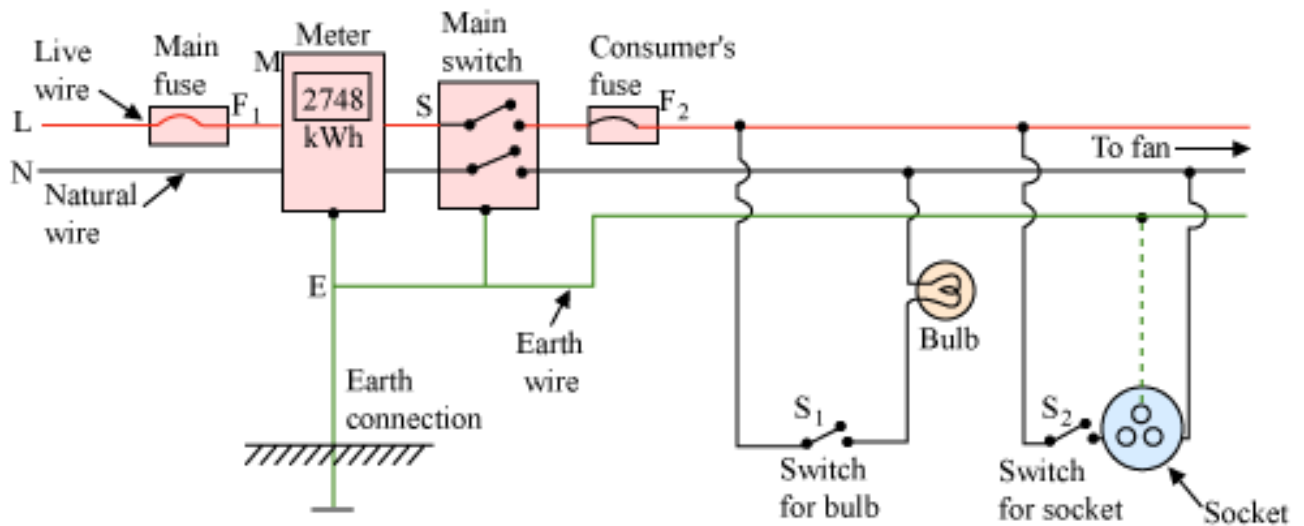 Live
wire
Main
fuse
Meter
Main
switch
Consumer's
fuse
M
2748
kWh
F1
S
F2
L
N
Natural
wire
To fan
E
Earth
wire
Earth
connection
Bulb
S1
Switch
for bulb
S2
Switch
for socket
Socket